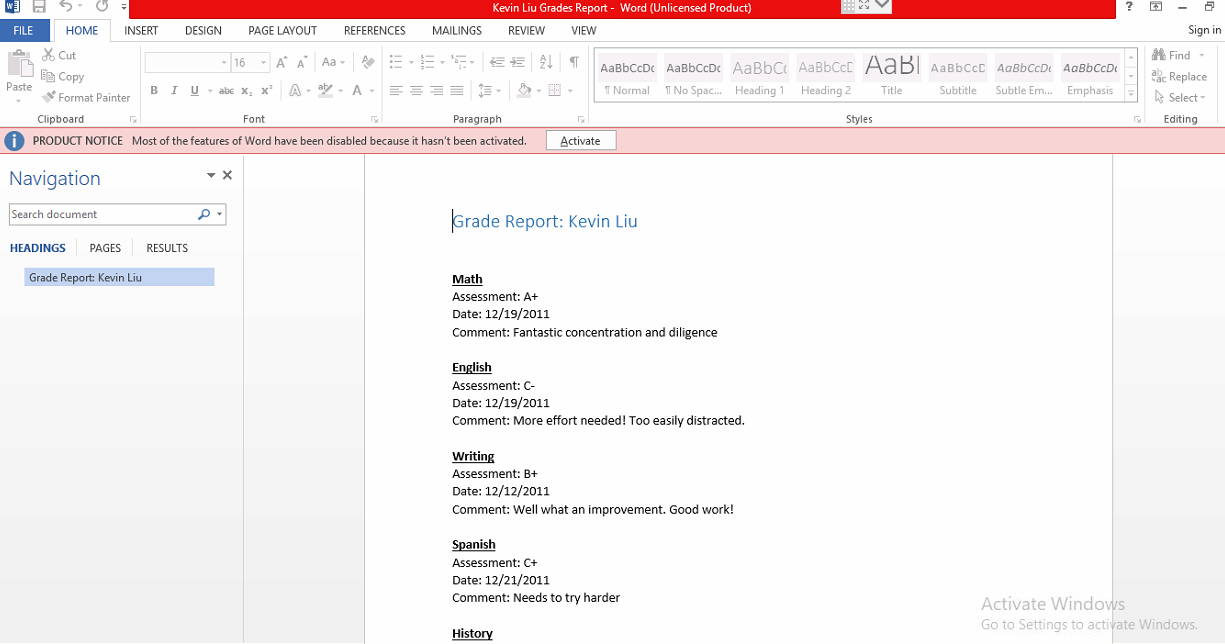 Kevin Liu Grades Report - Word (Unlicensed Product)
?
FILE HOME INSERT DESIGN PAGE LAYOUT REFERENCES MAILINGS REVIEW VIEW Sign in
Paste
Cut
Copy
Format Painter
Clipboard
16
Aa
B I U abc x₂ x²
A A
Font
Paragraph
AaBbCcDc AaBbCcDc AaBbCc AaBbCcD AaBl AaBbCcD AaBbCcDc AaBbCcDc
¶ Normal ¶ No Spac... Heading 1 Heading 2 Title Subtitle Subtle Em... Emphasis
Styles
Find
Replace
Select
Editing
PRODUCT NOTICE Most of the features of Word have been disabled because it hasn't been activated. Activate
Navigation
Search document
HEADINGS PAGES RESULTS
Grade Report: Kevin Liu
Grade Report: Kevin Liu
Math
Assessment: A+
Date: 12/19/2011
Comment: Fantastic concentration and diligence
English
Assessment: C-
Date: 12/19/2011
Comment: More effort needed! Too easily distracted.
Writing
Assessment: B+
Date: 12/12/2011
Comment: Well what an improvement. Good work!
Spanish
Assessment: C+
Date: 12/21/2011
Comment: Needs to try harder
History
Activate Windows
Go to Settings to activate Windows.